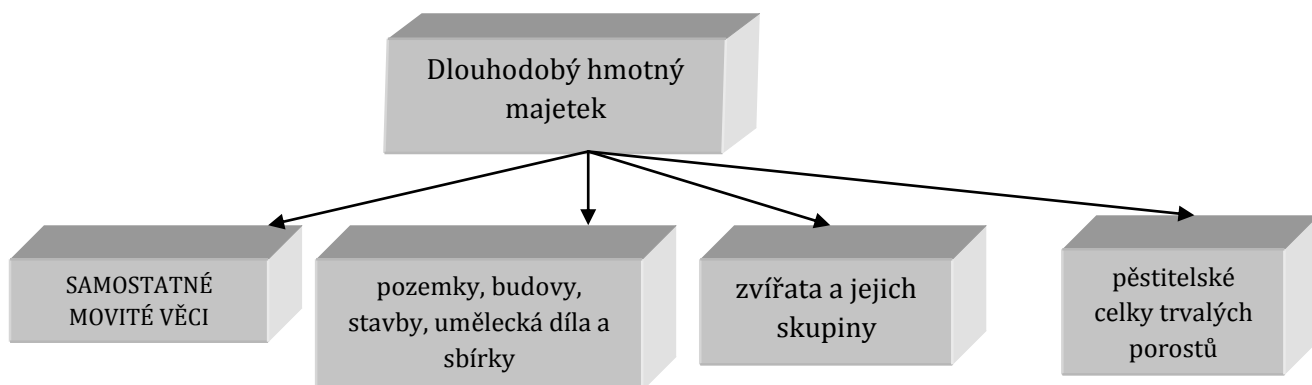 Dlouhodobý hmotný
majetek
SAMOSTATNÉ
MOVITÉ VĚCI
pozemky, budovy,
stavby, umělecká díla a
sbírky
zvířata a jejich
skupiny
pěstitelské
celky trvalých
porostů